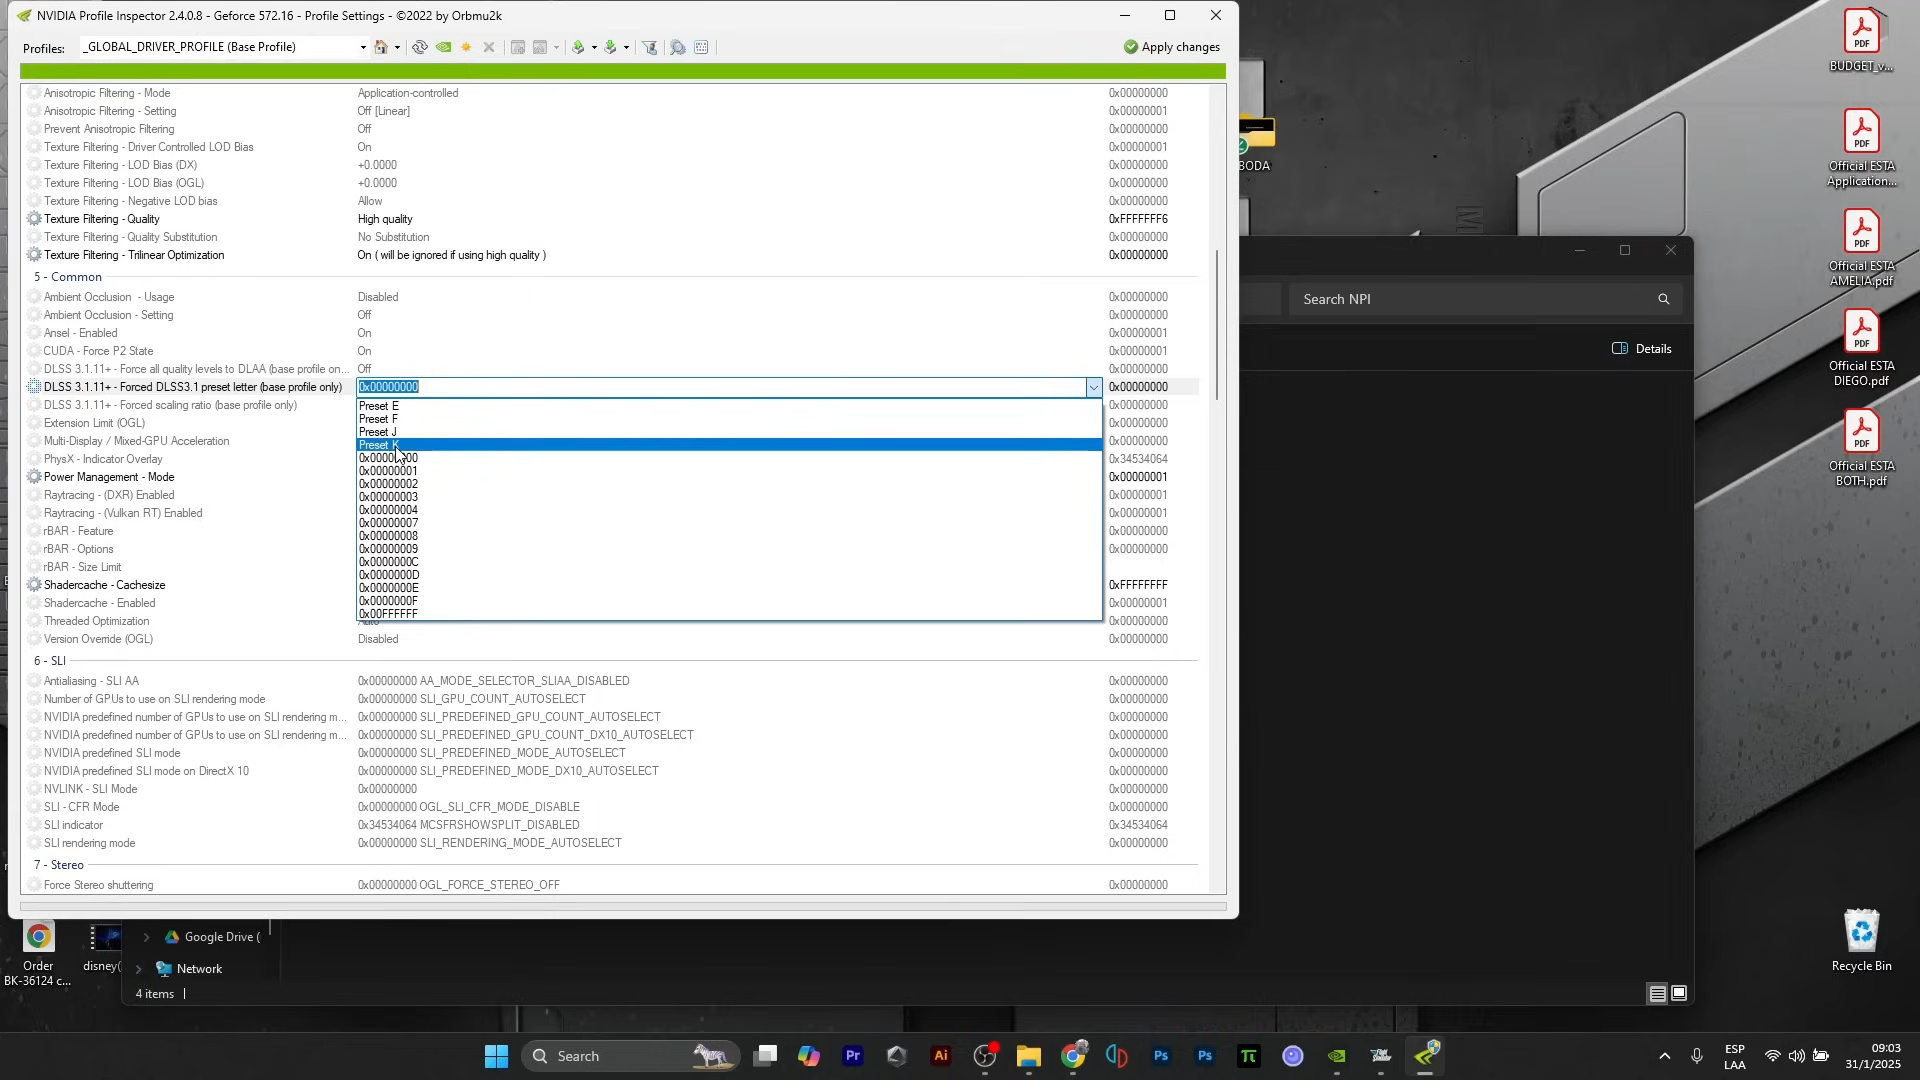 NVIDIA Profile Inspector 2.4.0.8 - Geforce 572.16 - Profile Settings - ©2022 by Orbmu2k
Profiles: _GLOBAL_DRIVER_PROFILE (Base Profile) Apply changes
Anisotropic Filtering - Mode Application-controlled 0x00000000
Anisotropic Filtering - Setting Off [Linear] 0x00000001
Prevent Anisotropic Filtering Off 0x00000000
Texture Filtering - Driver Controlled LOD Bias On 0x00000001
Texture Filtering - LOD Bias (DX) +0.0000 0x00000000
Texture Filtering - LOD Bias (OGL) +0.0000 0x00000000
Texture Filtering - Negative LOD bias Allow 0x00000000
Texture Filtering - Quality High quality 0xFFFFFFF6
Texture Filtering - Quality Substitution No Substitution 0x00000000
Texture Filtering - Trilinear Optimization On ( will be ignored if using high quality ) 0x00000000
5 - Common
Ambient Occlusion - Usage Disabled 0x00000000
Ambient Occlusion - Setting Off 0x00000000
Ansel - Enabled On 0x00000001
CUDA - Force P2 State On 0x00000001
DLSS 3.1.11+ - Force all quality levels to DLAA (base profile on... Off 0x00000000
DLSS 3.1.11+ - Forced DLSS3.1 preset letter (base profile only) 0x00000000 0x00000000
DLSS 3.1.11+ - Forced scaling ratio (base profile only) 0x00000000
Extension Limit (OGL) 0x00000000
Multi-Display / Mixed-GPU Acceleration 0x00000000
PhysX - Indicator Overlay 0x34534064
Power Management - Mode 0x00000001
Raytracing - (DXR) Enabled 0x00000001
Raytracing - (Vulkan RT) Enabled 0x00000001
rBAR - Feature 0x00000000
rBAR - Options 0x00000000
rBAR - Size Limit
Shadercache - Cachesize 0xFFFFFFFF
Shadercache - Enabled 0x00000001
Threaded Optimization Auto 0x00000000
Version Override (OGL) Disabled 0x00000000
Preset E
Preset F
Preset J
Preset K
0x00000000
0x00000001
0x00000002
0x00000003
0x00000004
0x00000007
0x00000008
0x00000009
0x0000000C
0x0000000D
0x0000000E
0x0000000F
0x00FFFFFF
6 - SLI
Antialiasing - SLI AA 0x00000000 AA_MODE_SELECTOR_SLIAA_DISABLED 0x00000000
Number of GPUs to use on SLI rendering mode 0x00000000 SLI_GPU_COUNT_AUTOSELECT 0x00000000
NVIDIA predefined number of GPUs to use on SLI rendering m... 0x00000000 SLI_PREDEFINED_GPU_COUNT_AUTOSELECT 0x00000000
NVIDIA predefined number of GPUs to use on SLI rendering m... 0x00000000 SLI_PREDEFINED_GPU_COUNT_DX10_AUTOSELECT 0x00000000
NVIDIA predefined SLI mode 0x00000000 SLI_PREDEFINED_MODE_AUTOSELECT 0x00000000
NVIDIA predefined SLI mode on DirectX 10 0x00000000 SLI_PREDEFINED_MODE_DX10_AUTOSELECT 0x00000000
NVLINK - SLI Mode 0x00000000 0x00000000
SLI - CFR Mode 0x00000000 OGL_SLI_CFR_MODE_DISABLE 0x00000000
SLI indicator 0x34534064 MCSFRSHOWSPLIT_DISABLED 0x34534064
SLI rendering mode 0x00000000 SLI_RENDERING_MODE_AUTOSELECT 0x00000000
7 - Stereo
Force Stereo shuttering 0x00000000 OGL_FORCE_STEREO_OFF 0x00000000
BODA
Search NPI
Details
Google Drive (
Network
4 items
Order
BK-36124 c...
disney(
PDF
BUDGET_v...
PDF
Official ESTA
Application...
PDF
Official ESTA
AMELIA.pdf
PDF
Official ESTA
DIEGO.pdf
PDF
Official ESTA
BOTH.pdf
Recycle Bin
Search
Pr
Ai
Ps
Ps
ESP
LAA
09:03
31/1/2025